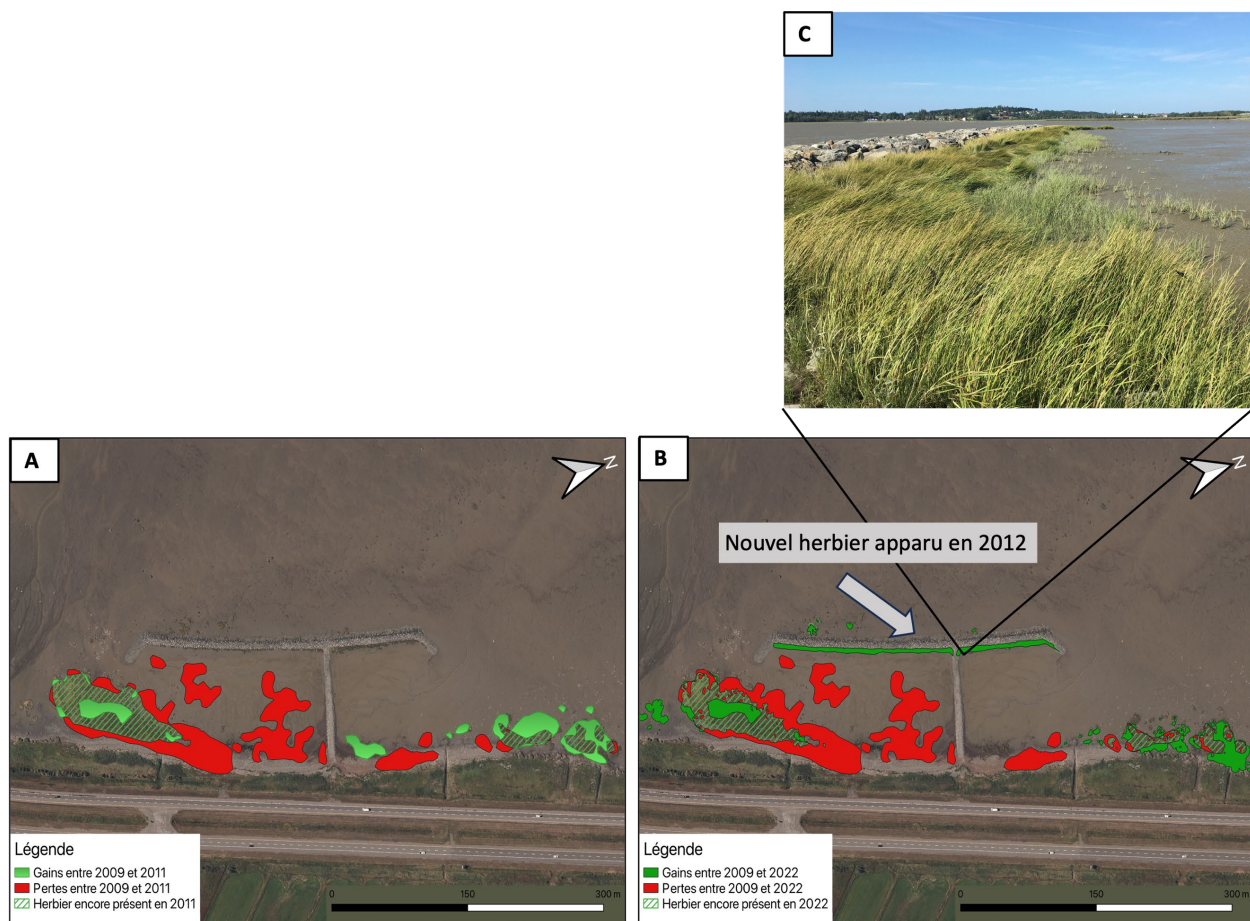 C
A
N
Légende
Gains entre 2009 et 2011
Pertes entre 2009 et 2011
Herbier encore présent en 2011
0 150 300 m
B
N
Nouvel herbier apparu en 2012
Légende
Gains entre 2009 et 2022
Pertes entre 2009 et 2022
Herbier encore présent en 2022
0 150 300 m